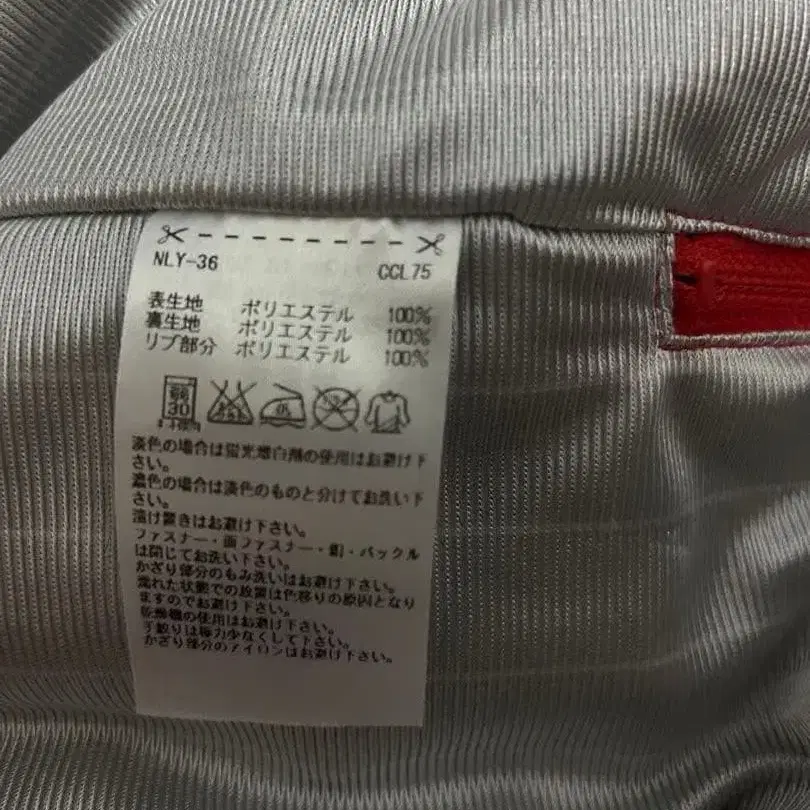 NLY-36 CCL75
表生地 ポリエステル 100%
裏生地 ポリエステル 100%
リブ部分 ポリエステル 100%
弱
30
淡色の場合は蛍光増白剤の使用はお避け下
さい。
濃色の場合は淡色のものと分けてお洗い下
さい。
溜け置きはお避け下さい。
ファスナー・面ファスナー・釦・バックル
は閉じてお洗い下さい。
かざり部分のもみ洗いはお避け下さい。
濡れた状態での放置は色移りの原因となり
ますのでお避け下さい。
乾燥機の使用はお避け下さい。
手絞りは極力少なくして下さい。
かざり部分のアイロンはお避け下さい。